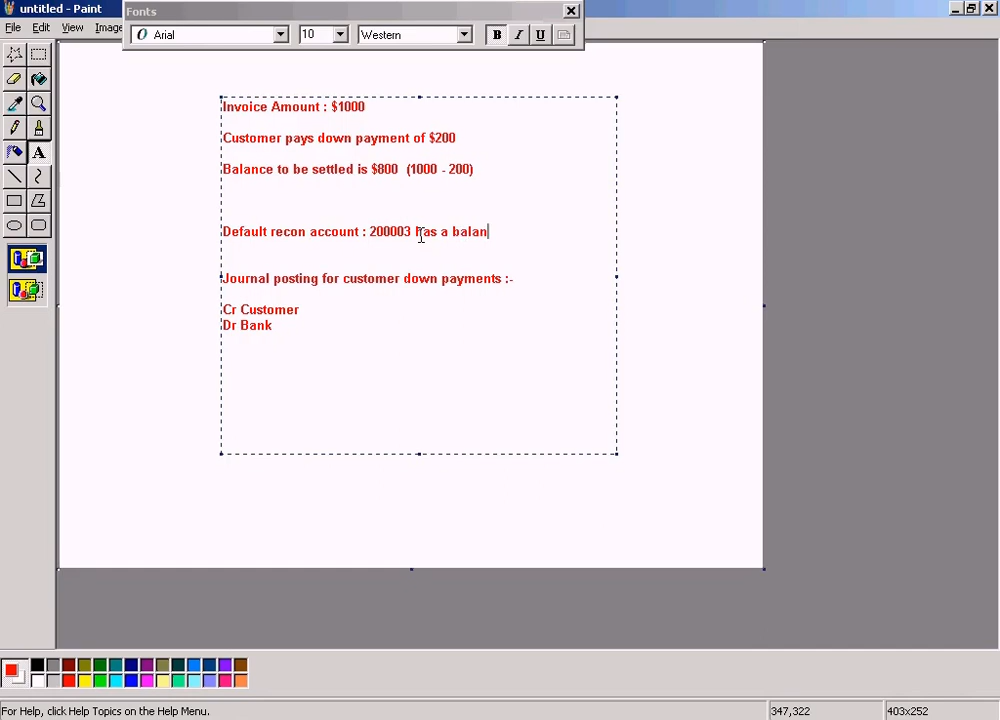 untitled - Paint
Fonts
File Edit View Image
Arial 10 Western B I U
A
Invoice Amount : $1000
Customer pays down payment of $200
Balance to be settled is $800 (1000 - 200)
Default recon account : 200003 has a balan
Journal posting for customer down payments :-
Cr Customer
Dr Bank
For Help, click Help Topics on the Help Menu. 347,322 403x252